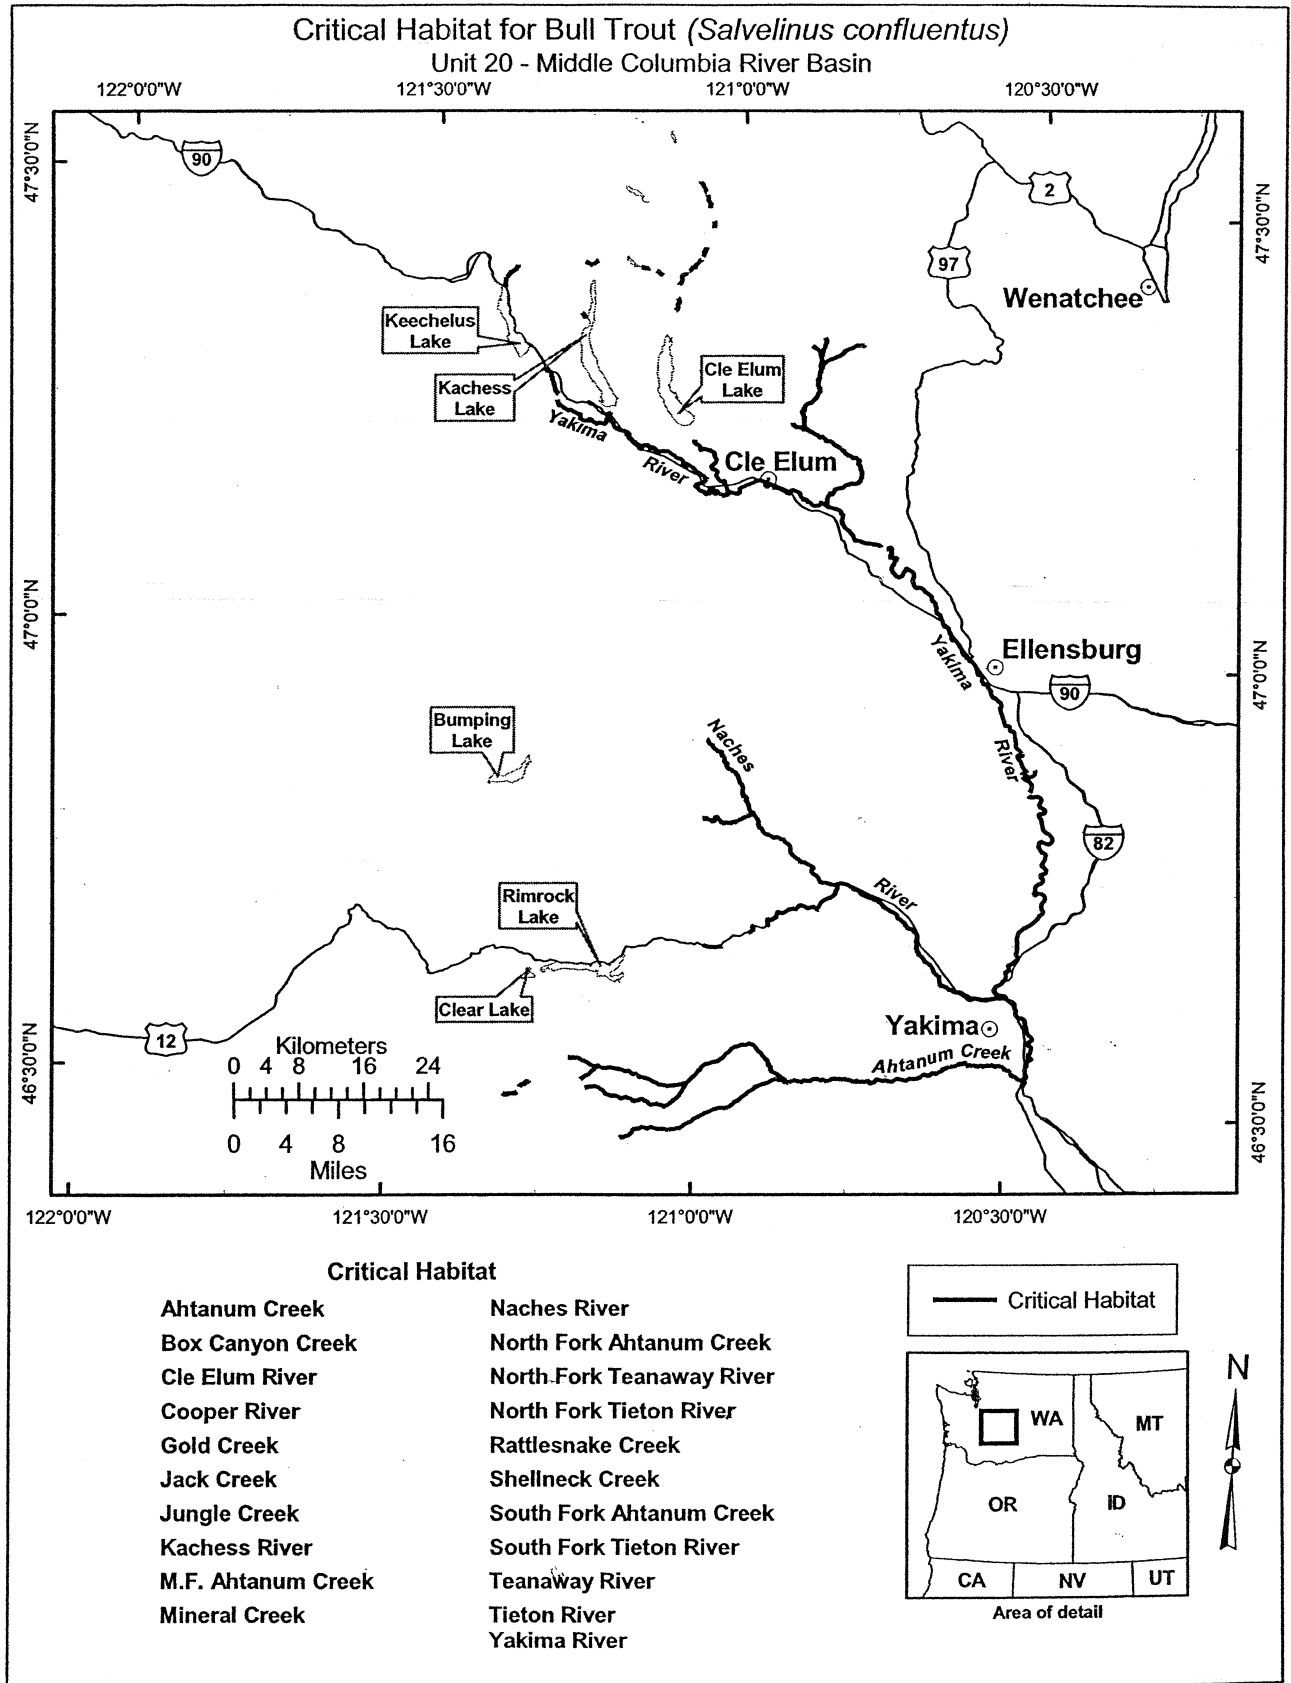 Critical Habitat for Bull Trout (Salvelinus confluentus)
Unit 20 - Middle Columbia River Basin
122°0'0"W
121°30'0"W
121°0'0"W
120°30'0"W
47°30'0"N
47°30'0"N
90
2
97
Wenatchee
Keechelus
Lake
Kachess
Lake
Cle Elum
Lake
Yakima
River
Cle Elum
47°0'0"N
47°0'0"N
Yakima
River
Ellensburg
90
Bumping
Lake
Naches
River
82
Rimrock
Lake
Clear Lake
12
Yakima
Ahtanum Creek
46°30'0"N
46°30'0"N
Kilometers
0 4 8 16 24
0 4 8 16
Miles
122°0'0"W
121°30'0"W
121°0'0"W
120°30'0"W
Critical Habitat
Ahtanum Creek
Box Canyon Creek
Cle Elum River
Cooper River
Gold Creek
Jack Creek
Jungle Creek
Kachess River
M.F. Ahtanum Creek
Mineral Creek
Naches River
North Fork Ahtanum Creek
North Fork Teanaway River
North Fork Tieton River
Rattlesnake Creek
Shellneck Creek
South Fork Ahtanum Creek
South Fork Tieton River
Teanaway River
Tieton River
Yakima River
Critical Habitat
WA
MT
OR
ID
CA
NV
UT
Area of detail
N